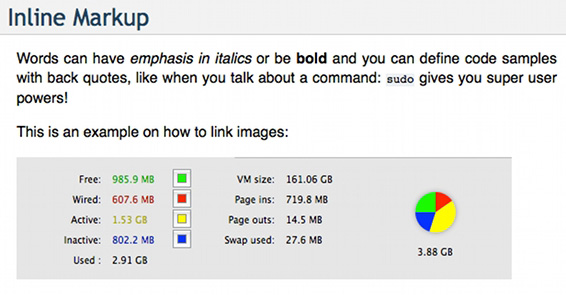 Inline Markup
Words can have emphasis in italics or be bold and you can define code samples
with back quotes, like when you talk about a command: sudo gives you super user
powers!
This is an example on how to link images:
Free: 985.9 MB VM size: 161.06 GB
Wired: 607.6 MB Page ins: 719.8 MB
Active: 1.53 GB Page outs: 14.5 MB
Inactive: 802.2 MB Swap used: 27.6 MB
Used : 2.91 GB 3.88 GB